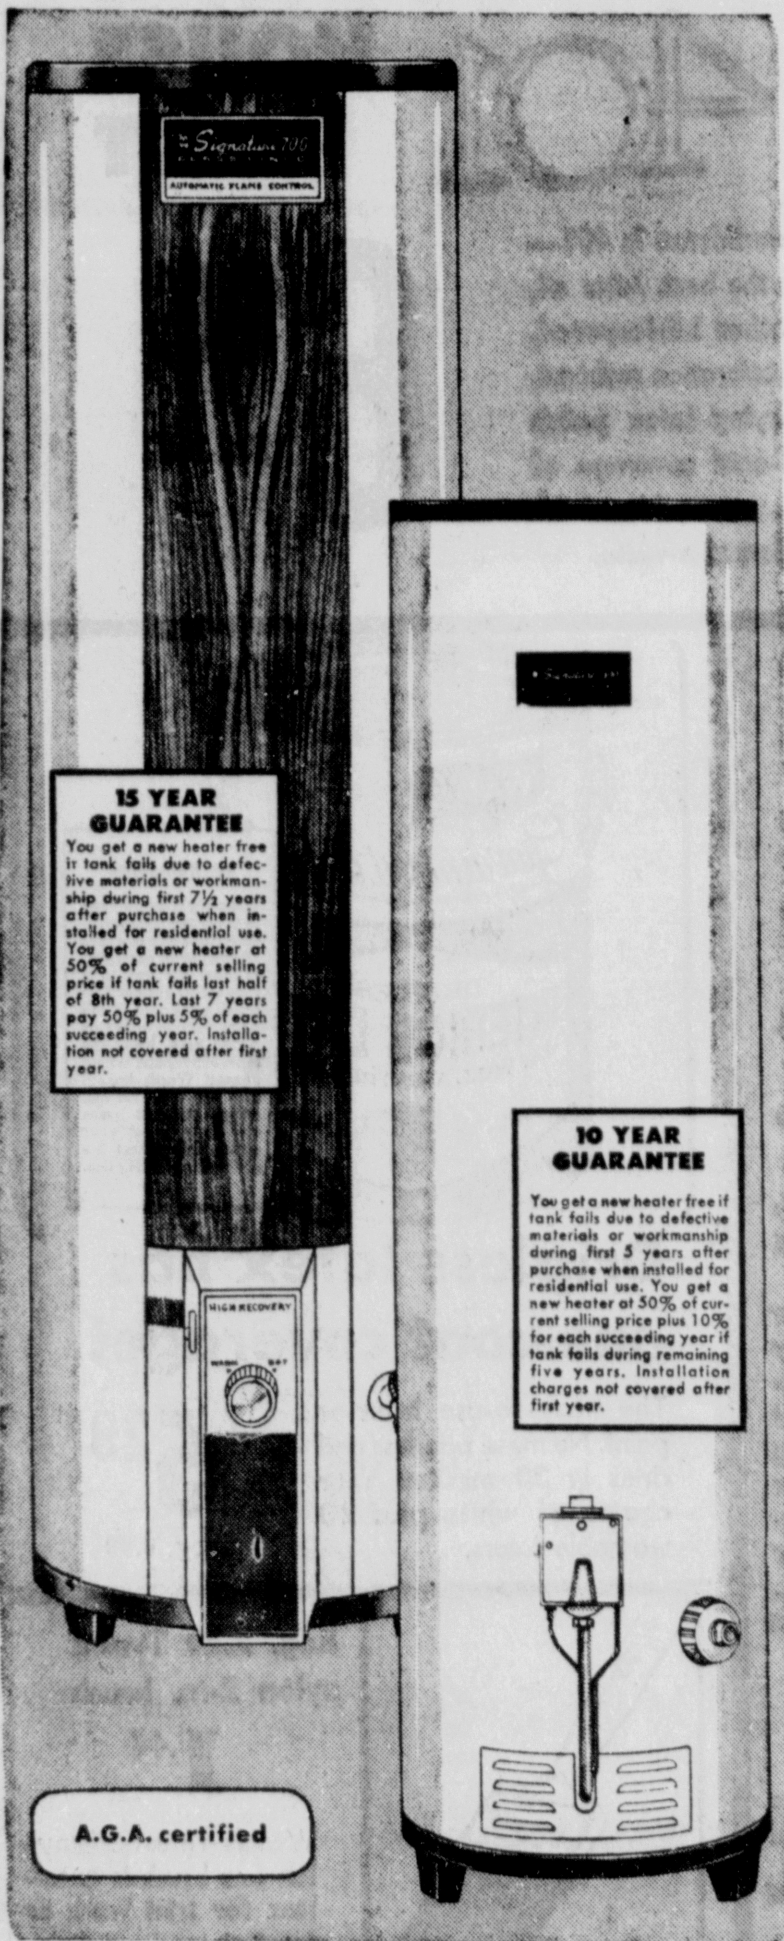 Signature 700
AUTOMATIC FLAME CONTROL
15 YEAR
GUARANTEE
You get a new heater free
if tank fails due to defec-
tive materials or workman-
ship during first 7½ years
after purchase when in-
stalled for residential use.
You get a new heater at
50% of current selling
price if tank fails last half
of 8th year. Last 7 years
pay 50% plus 5% of each
succeeding year. Installa-
tion not covered after first
year.
HIGH RECOVERY
WARM HOT
Signature
10 YEAR
GUARANTEE
You get a new heater free if
tank fails due to defective
materials or workmanship
during first 5 years after
purchase when installed for
residential use. You get a
new heater at 50% of cur-
rent selling price plus 10%
for each succeeding year if
tank fails during remaining
five years. Installation
charges not covered after
first year.
A.G.A. certified